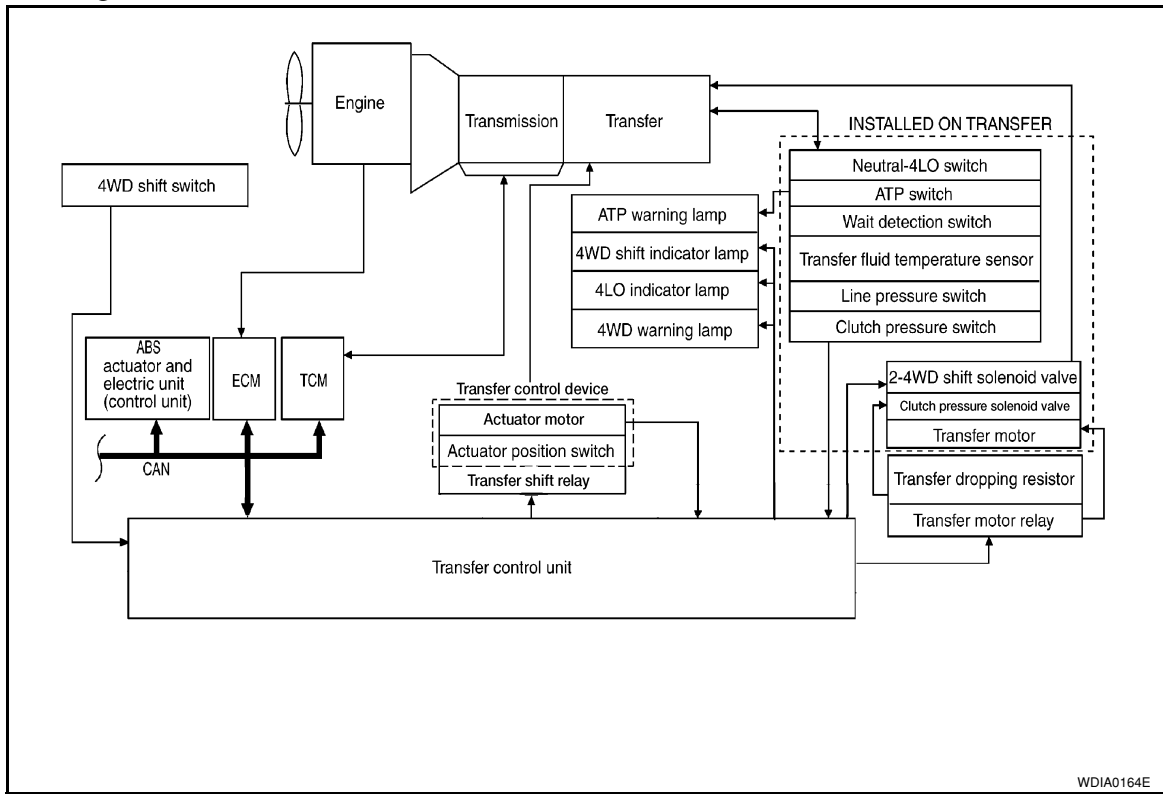 Engine
Transmission
Transfer
INSTALLED ON TRANSFER
Neutral-4LO switch
ATP switch
Wait detection switch
Transfer fluid temperature sensor
Line pressure switch
Clutch pressure switch
4WD shift switch
ATP warning lamp
4WD shift indicator lamp
4LO indicator lamp
4WD warning lamp
ABS
actuator and
electric unit
(control unit)
ECM
TCM
CAN
Transfer control device
Actuator motor
Actuator position switch
Transfer shift relay
2-4WD shift solenoid valve
Clutch pressure solenoid valve
Transfer motor
Transfer dropping resistor
Transfer motor relay
Transfer control unit
WDIA0164E